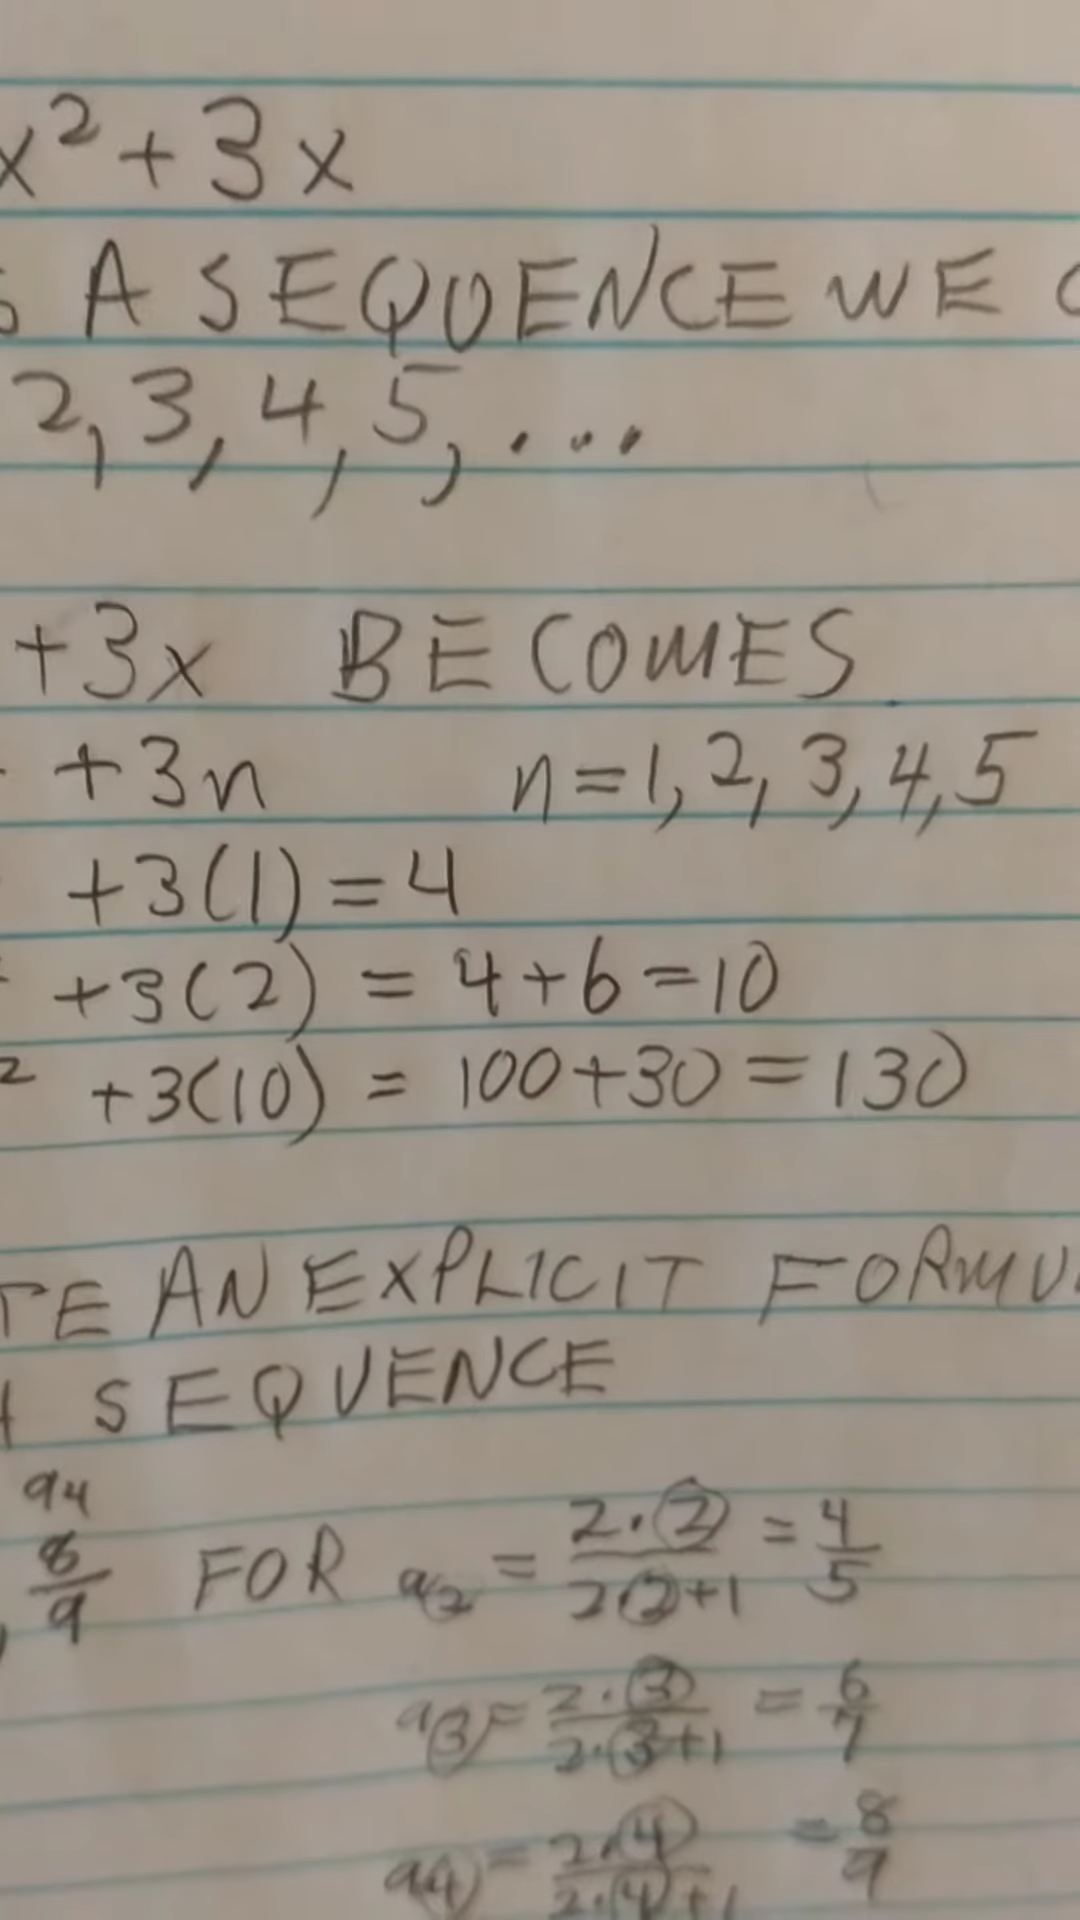 x² + 3x
A SEQUENCE WE
2, 3, 4, 5, ...
+3x BECOMES
+3n n=1, 2, 3, 4, 5
+3(1) = 4
+3(2) = 4+6=10
² +3(10) = 100+30=130
TE AN EXPLICIT FORMU
SEQUENCE
a4
8/9 FOR a2 = 2·2/2·2+1 = 4/5
a3 = 2·3/2·3+1 = 6/7
a4 = 2·4/2·4+1 = 8/9